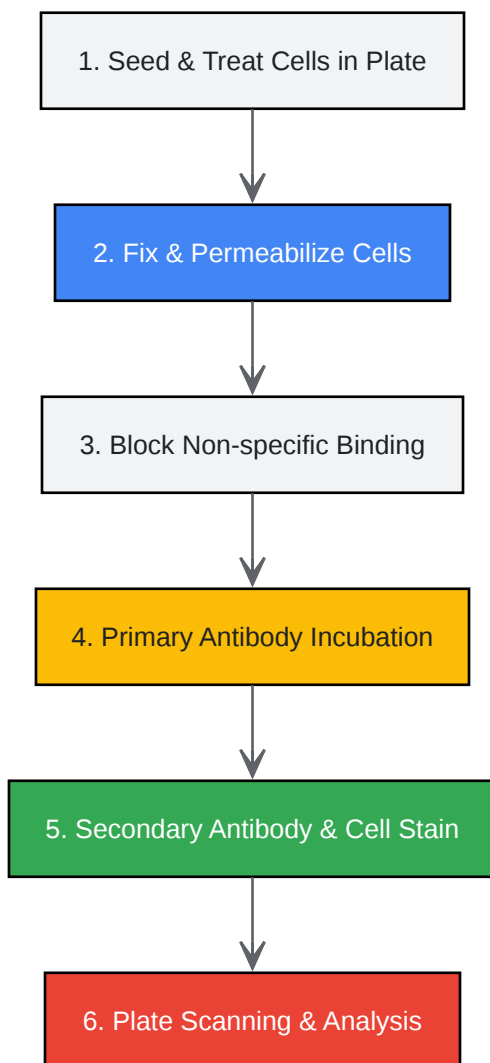 1. Seed & Treat Cells in Plate
2. Fix & Permeabilize Cells
3. Block Non-specific Binding
4. Primary Antibody Incubation
5. Secondary Antibody & Cell Stain
6. Plate Scanning & Analysis